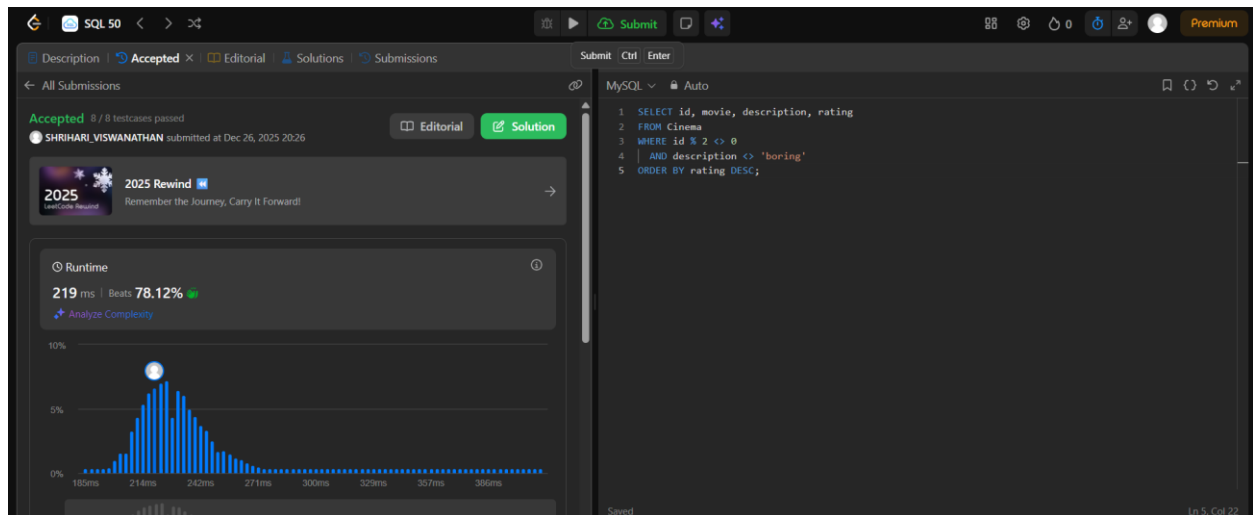 SQL 50
Submit
0
Premium
Description
Accepted
Editorial
Solutions
Submissions
Submit Ctrl Enter
All Submissions
Accepted 8 / 8 testcases passed
SHRIHARI_VISWANATHAN submitted at Dec 26, 2025 20:26
Editorial
Solution
2025
LeetCode Rewind
2025 Rewind
Remember the Journey, Carry It Forward!
Runtime
219 ms | Beats 78.12%
Analyze Complexity
10%
5%
0%
185ms 214ms 242ms 271ms 300ms 329ms 357ms 386ms
MySQL Auto
1 SELECT id, movie, description, rating
2 FROM Cinema
3 WHERE id % 2 <> 0
4 AND description <> 'boring'
5 ORDER BY rating DESC;
Saved
Ln 5, Col 22